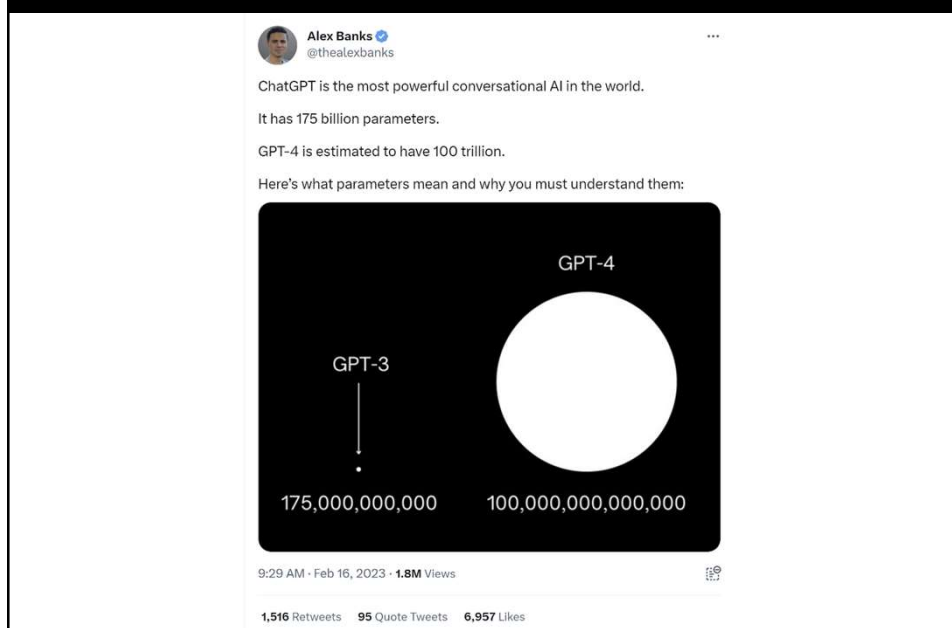 Alex Banks
@thealexbanks
ChatGPT is the most powerful conversational AI in the world.
It has 175 billion parameters.
GPT-4 is estimated to have 100 trillion.
Here's what parameters mean and why you must understand them:
GPT-4
GPT-3
175,000,000,000 100,000,000,000,000
9:29 AM · Feb 16, 2023 · 1.8M Views
1,516 Retweets 95 Quote Tweets 6,957 Likes